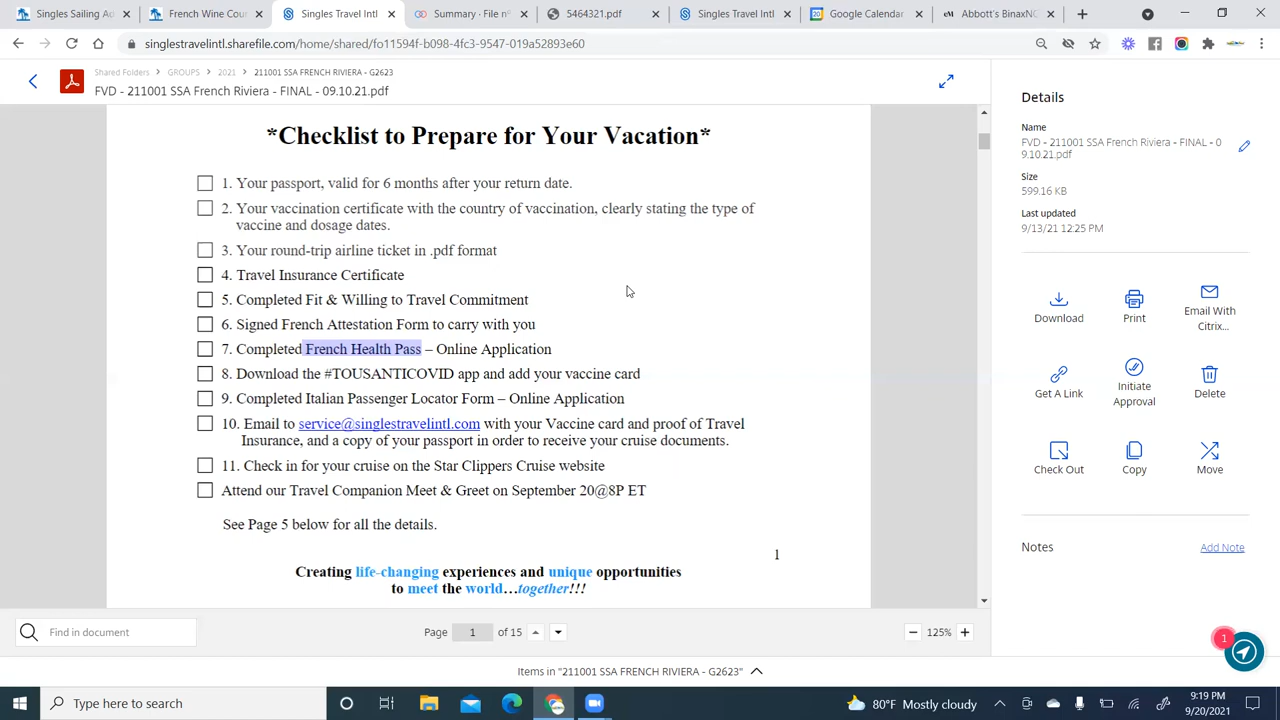 Singles Sailing Ad
French Wine Cour
Singles Travel Intl
Summary - File n
5464321.pdf
Singles Travel Intl
Google Calendar
Abbott's BinaxN
singlestravelintl.sharefile.com/home/shared/fo11594f-b098-4fc3-9547-019a52893e60
Shared Folders GROUPS 2021 211001 SSA FRENCH RIVIERA - G2623
FVD - 211001 SSA French Riviera - FINAL - 09.10.21.pdf
*Checklist to Prepare for Your Vacation*
1. Your passport, valid for 6 months after your return date.
2. Your vaccination certificate with the country of vaccination, clearly stating the type of
vaccine and dosage dates.
3. Your round-trip airline ticket in .pdf format
4. Travel Insurance Certificate
5. Completed Fit & Willing to Travel Commitment
6. Signed French Attestation Form to carry with you
7. Completed French Health Pass – Online Application
8. Download the #TOUSANTICOVID app and add your vaccine card
9. Completed Italian Passenger Locator Form – Online Application
10. Email to service@singlestravelintl.com with your Vaccine card and proof of Travel
Insurance, and a copy of your passport in order to receive your cruise documents.
11. Check in for your cruise on the Star Clippers Cruise website
Attend our Travel Companion Meet & Greet on September 20@8P ET
See Page 5 below for all the details.
1
Creating life-changing experiences and unique opportunities
to meet the world…together!!!
Details
Name
FVD - 211001 SSA French Riviera - FINAL - 0
9.10.21.pdf
Size
599.16 KB
Last updated
9/13/21 12:25 PM
Download
Print
Email With
Citrix...
Get A Link
Initiate
Approval
Delete
Check Out
Copy
Move
Notes
Add Note
Find in document
Page 1 of 15
125%
1
Items in "211001 SSA FRENCH RIVIERA - G2623"
Type here to search
80°F Mostly cloudy
9:19 PM
9/20/2021